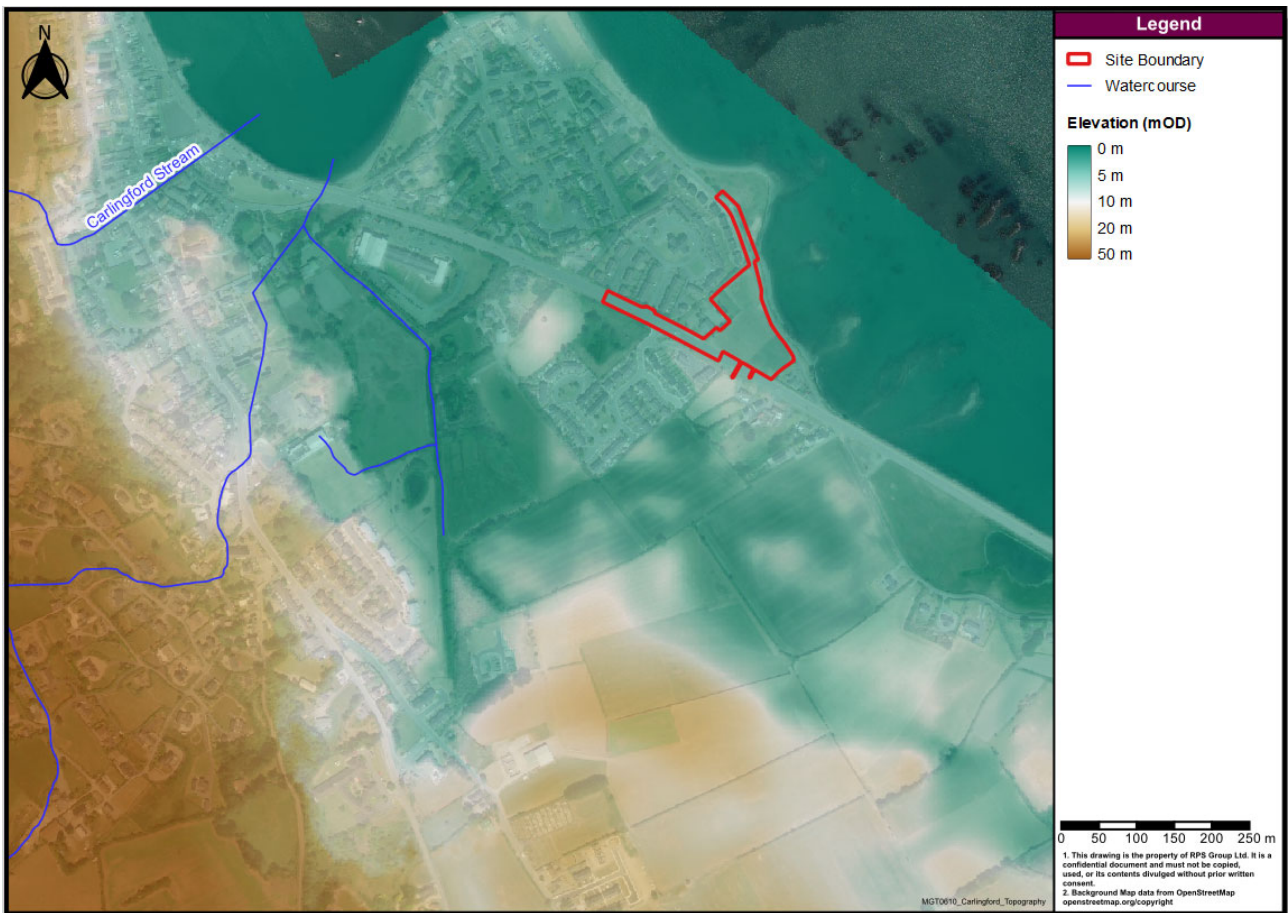 N
Carlingford Stream
MGT0610_Carlingford_Topography
Legend
Site Boundary
Watercourse
Elevation (mOD)
0 m
5 m
10 m
20 m
50 m
0 50 100 150 200 250 m
1. This drawing is the property of RPS Group Ltd. It is a
confidential document and must not be copied,
used, or its contents divulged without prior written
consent.
2. Background Map data from OpenStreetMap
openstreetmap.org/copyright